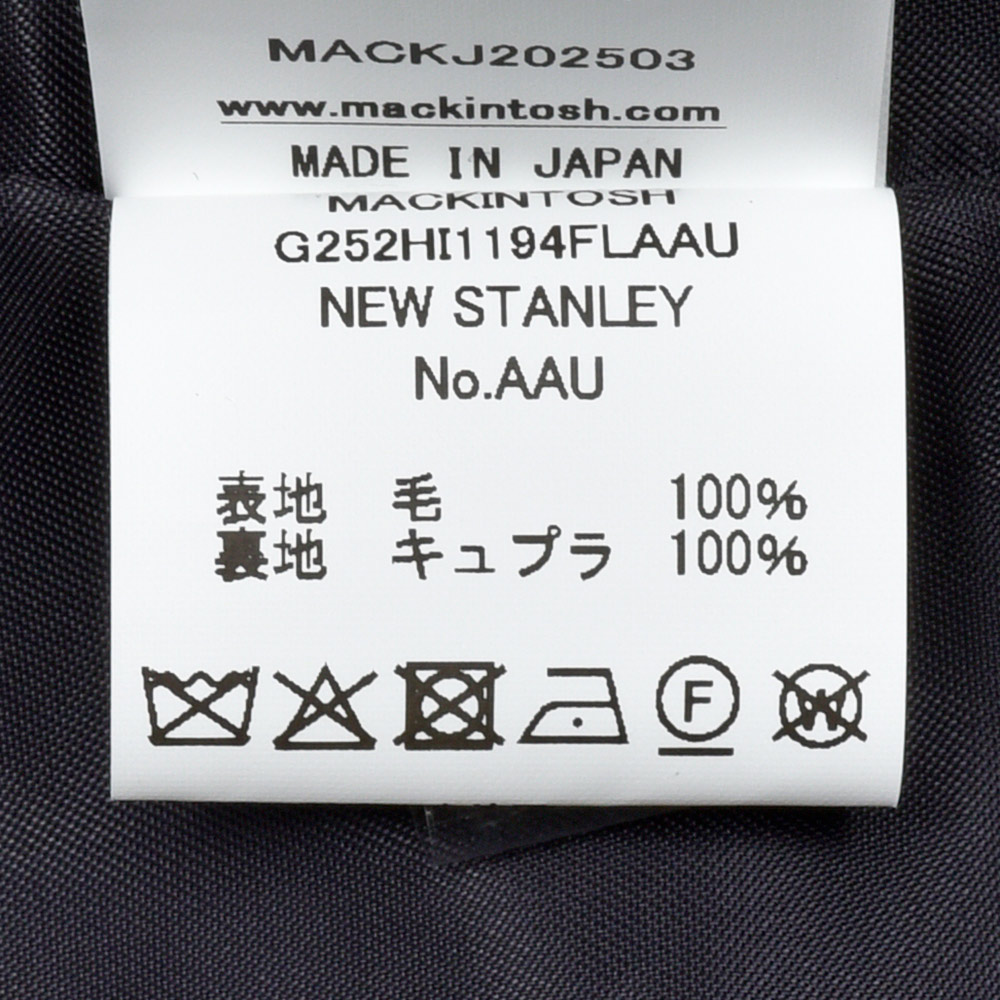 MACKJ202503
www.mackintosh.com
MADE IN JAPAN
MACKINTOSH
G252HI1194FLAAU
NEW STANLEY
No.AAU
表地 毛 100%
裏地 キュプラ 100%
F
W